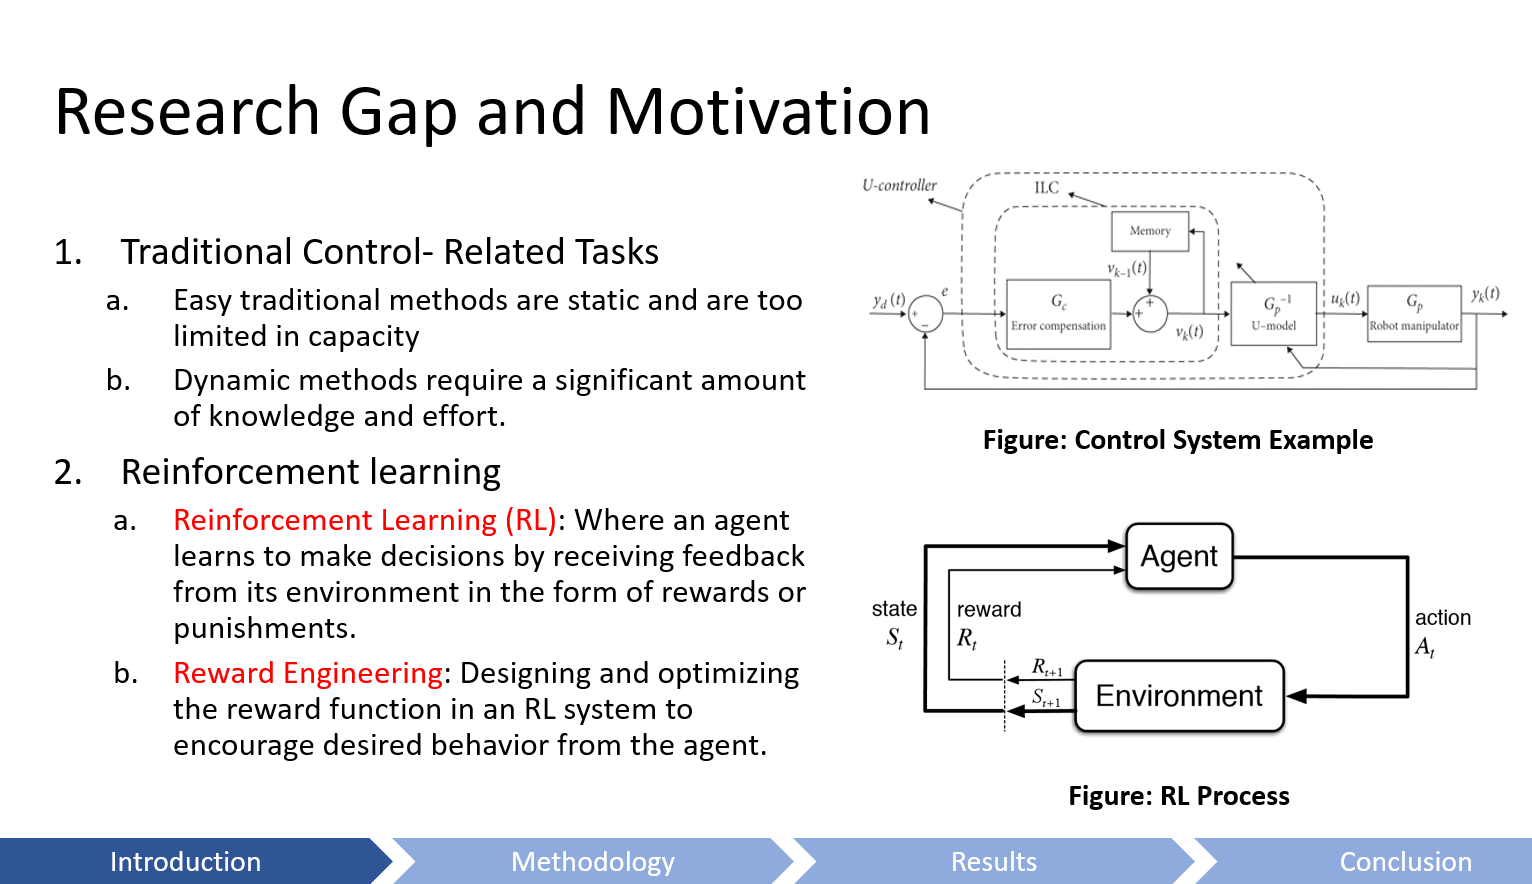 Research Gap and Motivation
1. Traditional Control- Related Tasks
a. Easy traditional methods are static and are too
limited in capacity
b. Dynamic methods require a significant amount
of knowledge and effort.
2. Reinforcement learning
a. Reinforcement Learning (RL): Where an agent
learns to make decisions by receiving feedback
from its environment in the form of rewards or
punishments.
b. Reward Engineering: Designing and optimizing
the reward function in an RL system to
encourage desired behavior from the agent.
U-controller
ILC
Memory
v_{k-1}(t)
y_d (t)
e
+
−
G_c
Error compensation
+
+
v_k(t)
G_p^{-1}
U-model
u_k(t)
G_p
Robot manipulator
y_k(t)
Figure: Control System Example
Agent
state
S_t
reward
R_t
action
A_t
R_{t+1}
S_{t+1}
Environment
Figure: RL Process
Introduction
Methodology
Results
Conclusion